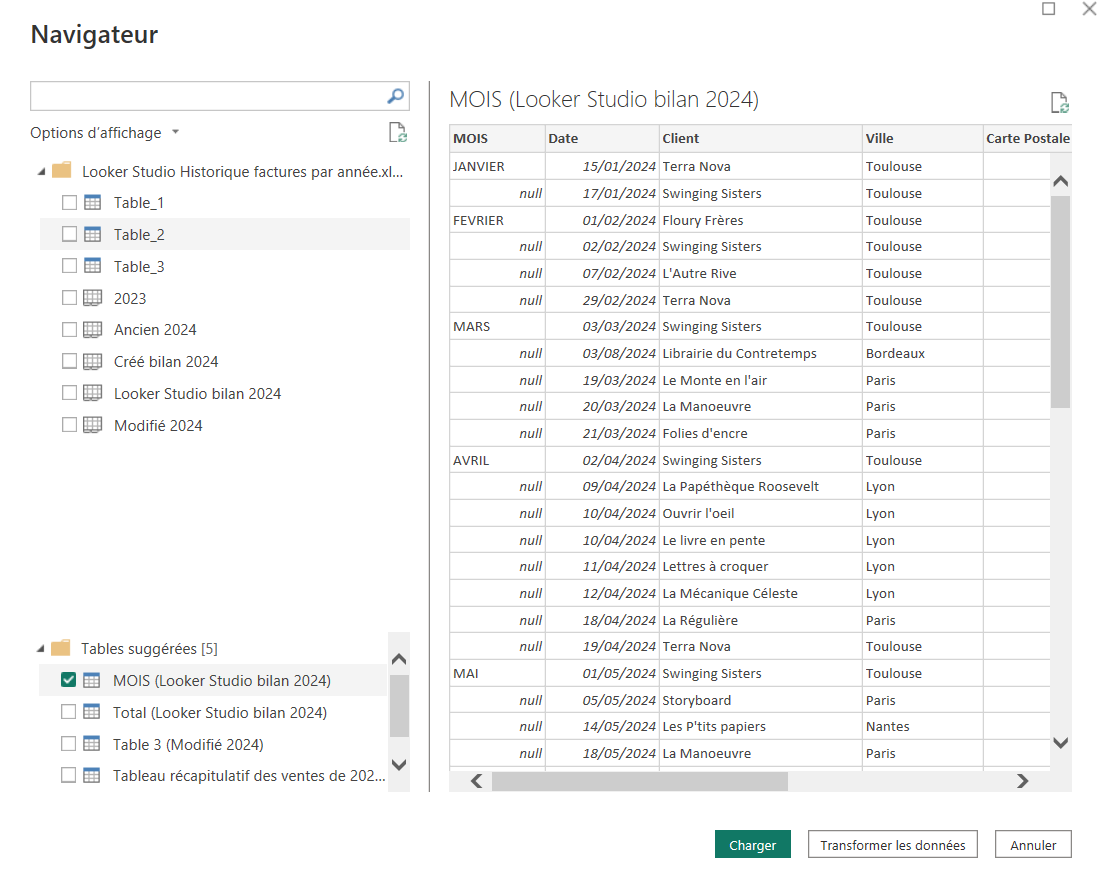 Navigateur
Options d'affichage
Looker Studio Historique factures par année.xl...
Table_1
Table_2
Table_3
2023
Ancien 2024
Créé bilan 2024
Looker Studio bilan 2024
Modifié 2024
Tables suggérées [5]
MOIS (Looker Studio bilan 2024)
Total (Looker Studio bilan 2024)
Table 3 (Modifié 2024)
Tableau récapitulatif des ventes de 202...
MOIS (Looker Studio bilan 2024)
MOIS Date Client Ville Carte Postale
JANVIER 15/01/2024 Terra Nova Toulouse
null 17/01/2024 Swinging Sisters Toulouse
FEVRIER 01/02/2024 Floury Frères Toulouse
null 02/02/2024 Swinging Sisters Toulouse
null 07/02/2024 L'Autre Rive Toulouse
null 29/02/2024 Terra Nova Toulouse
MARS 03/03/2024 Swinging Sisters Toulouse
null 03/08/2024 Librairie du Contretemps Bordeaux
null 19/03/2024 Le Monte en l'air Paris
null 20/03/2024 La Manoeuvre Paris
null 21/03/2024 Folies d'encre Paris
AVRIL 02/04/2024 Swinging Sisters Toulouse
null 09/04/2024 La Papéthèque Roosevelt Lyon
null 10/04/2024 Ouvrir l'oeil Lyon
null 10/04/2024 Le livre en pente Lyon
null 11/04/2024 Lettres à croquer Lyon
null 12/04/2024 La Mécanique Céleste Lyon
null 18/04/2024 La Régulière Paris
null 19/04/2024 Terra Nova Toulouse
MAI 01/05/2024 Swinging Sisters Toulouse
null 05/05/2024 Storyboard Paris
null 14/05/2024 Les P'tits papiers Nantes
null 18/05/2024 La Manoeuvre Paris
Charger
Transformer les données
Annuler